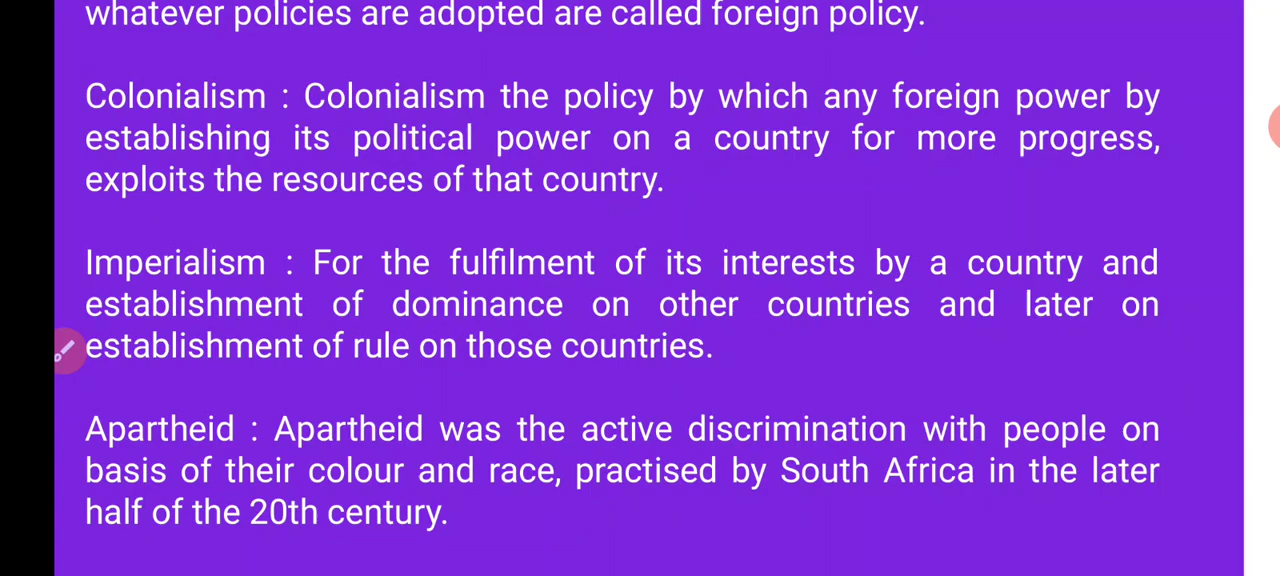 whatever policies are adopted are called foreign policy.
Colonialism : Colonialism the policy by which any foreign power by
establishing its political power on a country for more progress,
exploits the resources of that country.
Imperialism : For the fulfilment of its interests by a country and
establishment of dominance on other countries and later on
establishment of rule on those countries.
Apartheid : Apartheid was the active discrimination with people on
basis of their colour and race, practised by South Africa in the later
half of the 20th century.